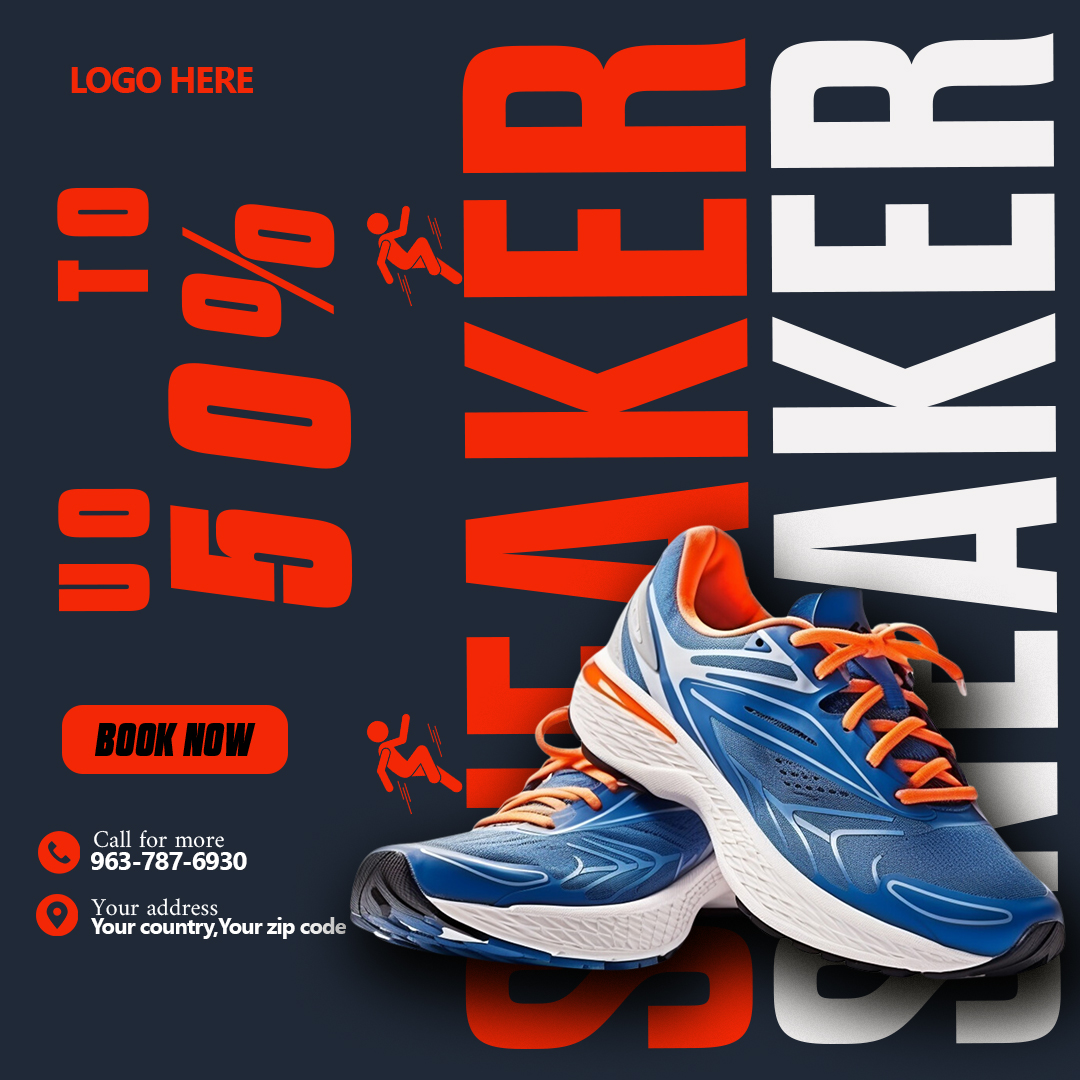 LOGO HERE
UO TO
50%
SNEAKER
SNEAKER
BOOK NOW
Call for more
963-787-6930
Your address
Your country,Your zip code